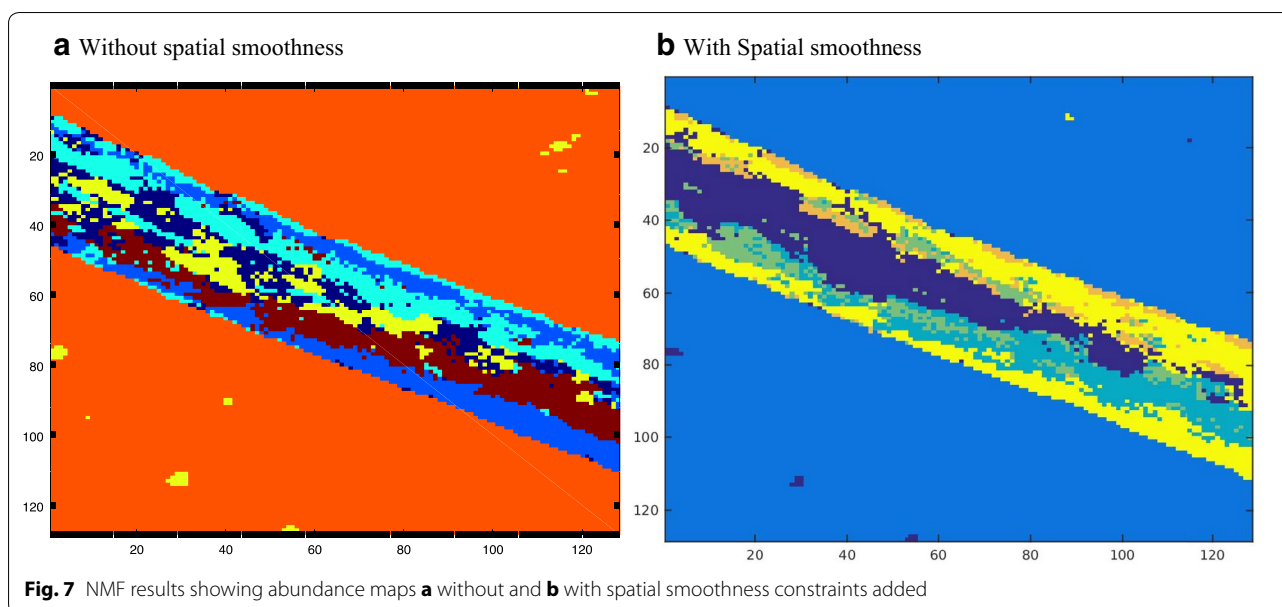 a Without spatial smoothness
b With Spatial smoothness
20
40
60
80
100
120
20 40 60 80 100 120
20
40
60
80
100
120
20 40 60 80 100 120
Fig. 7 NMF results showing abundance maps a without and b with spatial smoothness constraints added